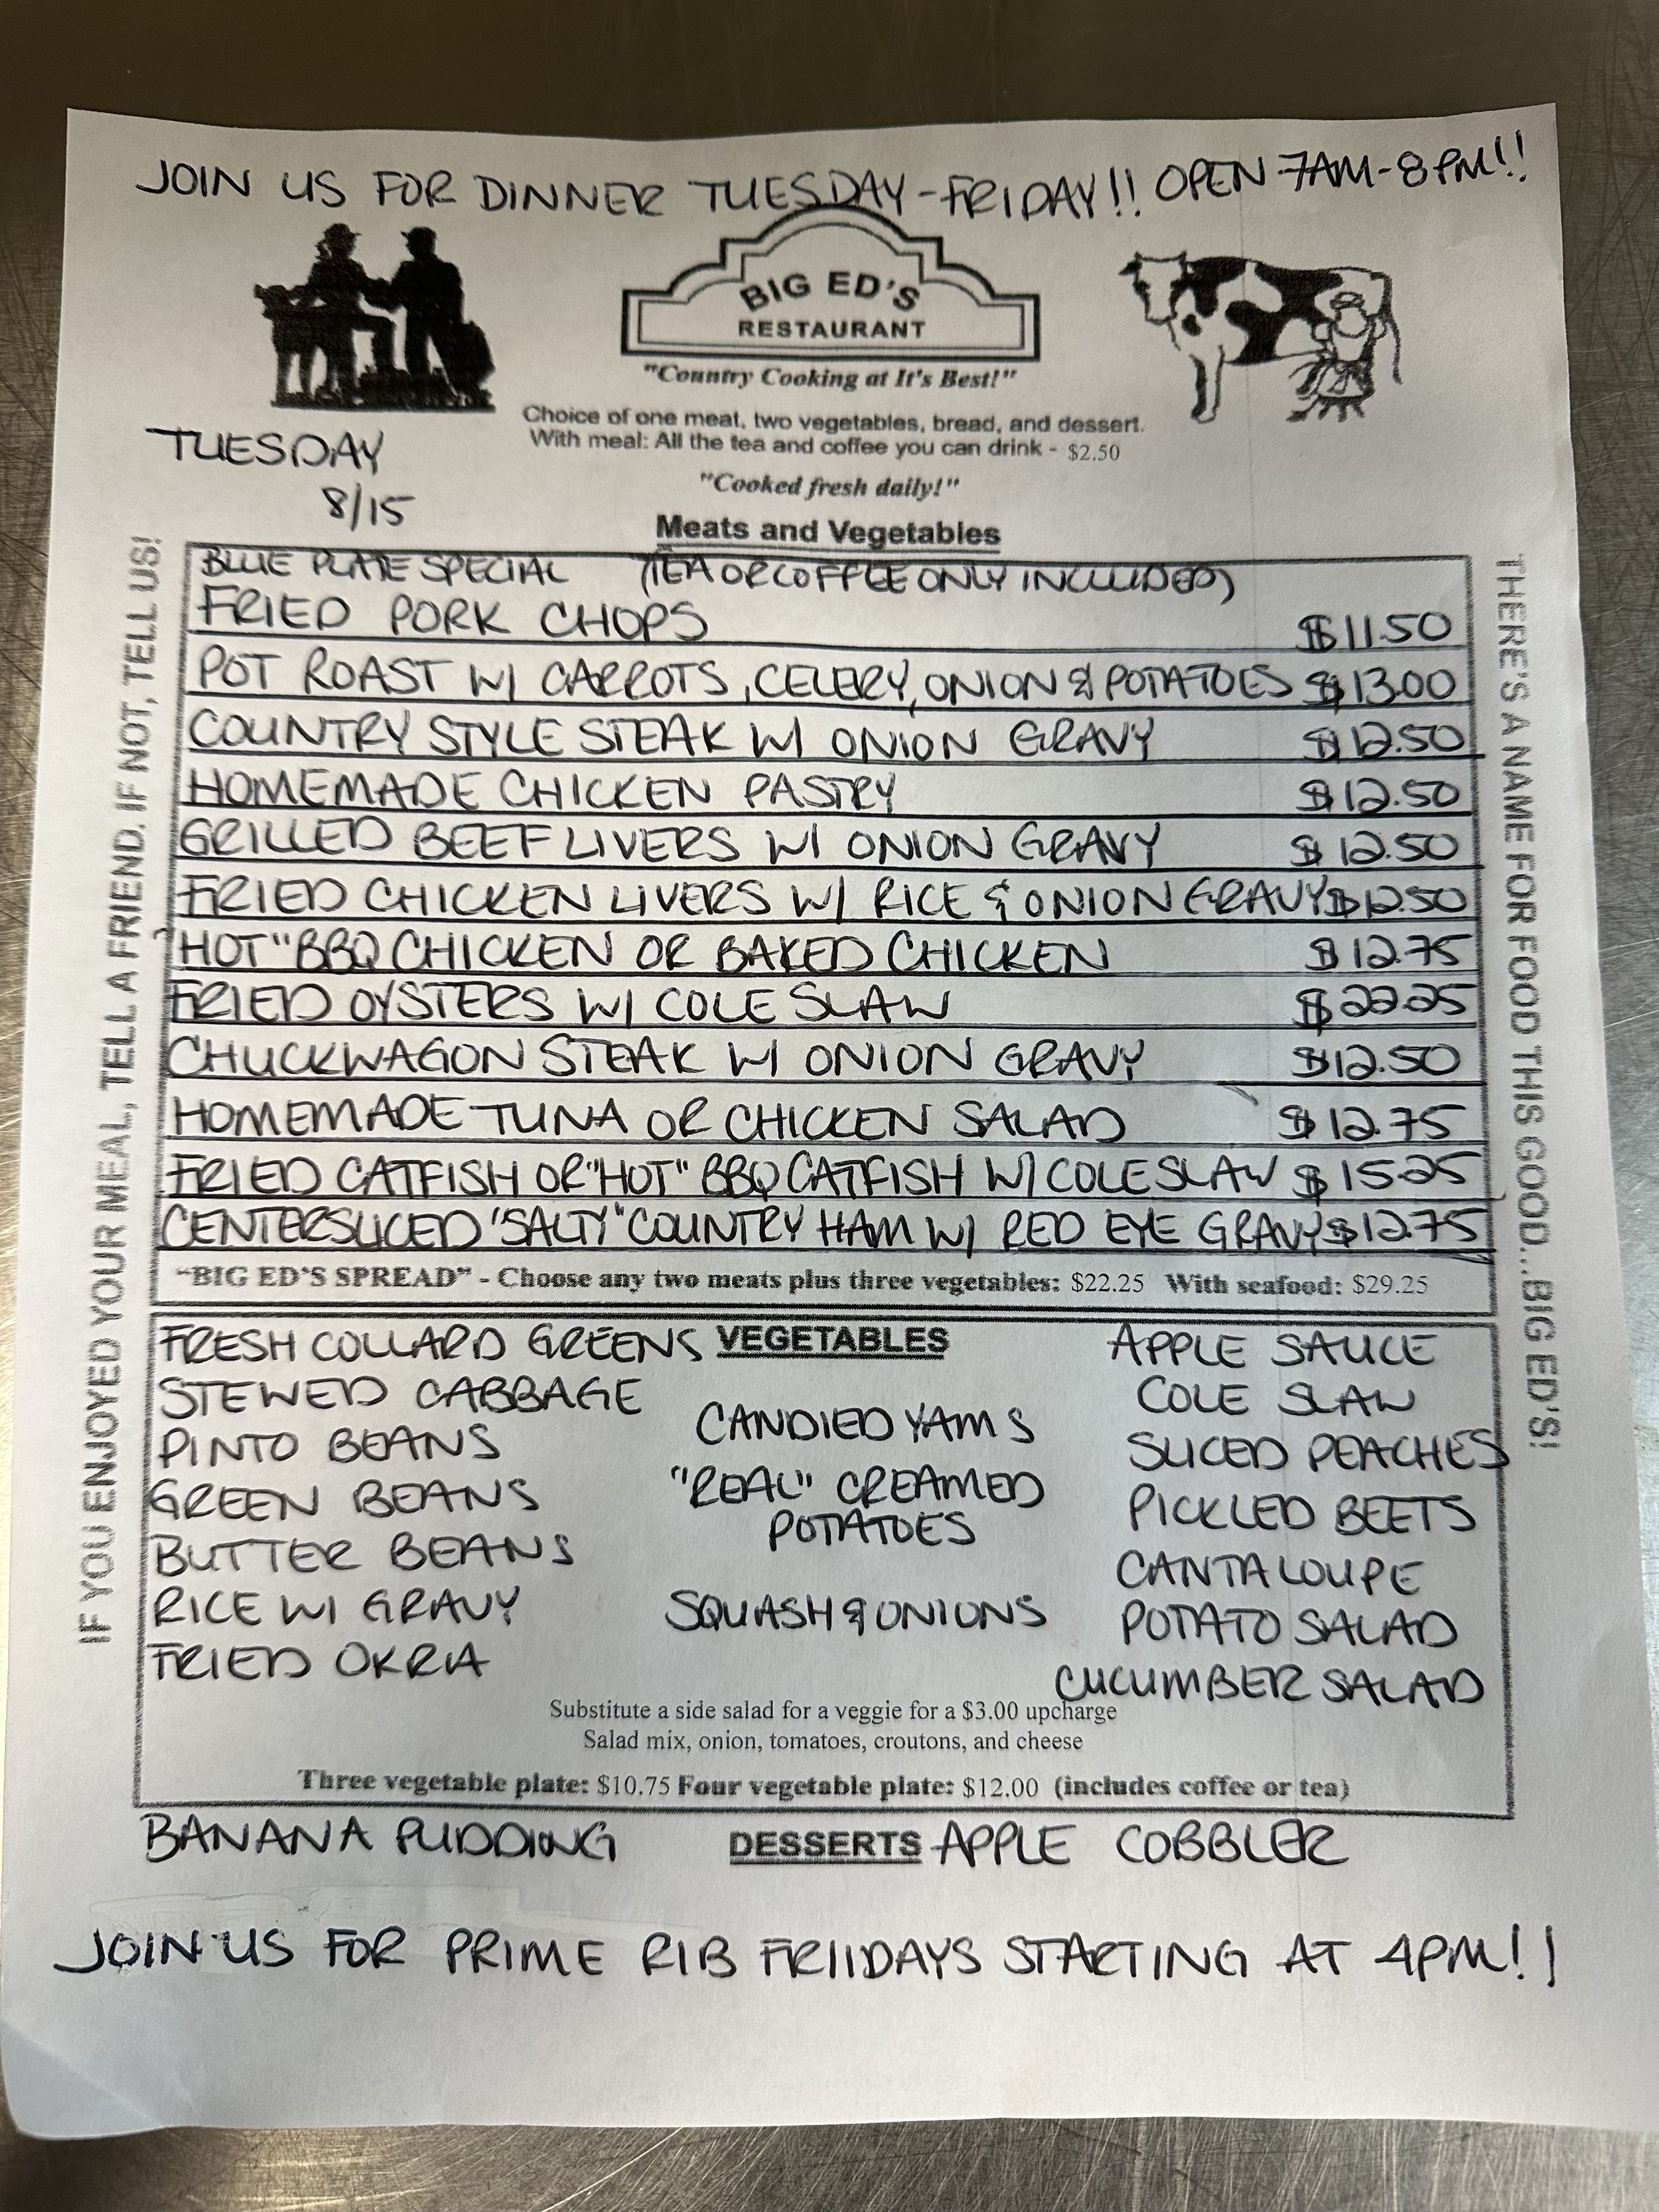 JOIN US FOR DINNER TUESDAY-FRIDAY!! OPEN 7AM-8PM!!
BIG ED'S
RESTAURANT
"Country Cooking at It's Best!"
Choice of one meat, two vegetables, bread, and dessert.
With meal: All the tea and coffee you can drink - $2.50
"Cooked fresh daily!"
TUESDAY
8/15
Meats and Vegetables
BLUE PLATE SPECIAL (TEA OR COFFEE ONLY INCLUDED)
FRIED PORK CHOPS $11.50
POT ROAST W/ CARROTS, CELERY, ONION & POTATOES $13.00
COUNTRY STYLE STEAK W/ ONION GRAVY $12.50
HOMEMADE CHICKEN PASTRY $12.50
GRILLED BEEF LIVERS W/ ONION GRAVY $12.50
FRIED CHICKEN LIVERS W/ RICE & ONION GRAVY $12.50
"HOT" BBQ CHICKEN OR BAKED CHICKEN $12.75
FRIED OYSTERS W/ COLE SLAW $22.25
CHUCKWAGON STEAK W/ ONION GRAVY $12.50
HOMEMADE TUNA OR CHICKEN SALAD $12.75
FRIED CATFISH OR "HOT" BBQ CATFISH W/ COLE SLAW $15.25
CENTERSLICED "SALTY" COUNTRY HAM W/ RED EYE GRAVY $12.75
"BIG ED'S SPREAD" - Choose any two meats plus three vegetables: $22.25 With seafood: $29.25
VEGETABLES
FRESH COLLARD GREENS
STEWED CABBAGE
PINTO BEANS
GREEN BEANS
BUTTER BEANS
RICE W/ GRAVY
FRIED OKRA
CANDIED YAMS
"REAL" CREAMED
POTATOES
SQUASH & ONIONS
APPLE SAUCE
COLE SLAW
SLICED PEACHES
PICKLED BEETS
CANTALOUPE
POTATO SALAD
CUCUMBER SALAD
Substitute a side salad for a veggie for a $3.00 upcharge
Salad mix, onion, tomatoes, croutons, and cheese
Three vegetable plate: $10.75 Four vegetable plate: $12.00 (includes coffee or tea)
BANANA PUDDING DESSERTS APPLE COBBLER
JOIN US FOR PRIME RIB FRIIDAYS STARTING AT 4PM!!
IF YOU ENJOYED YOUR MEAL, TELL A FRIEND. IF NOT, TELL US!
THERE'S A NAME FOR FOOD THIS GOOD...BIG ED'S!